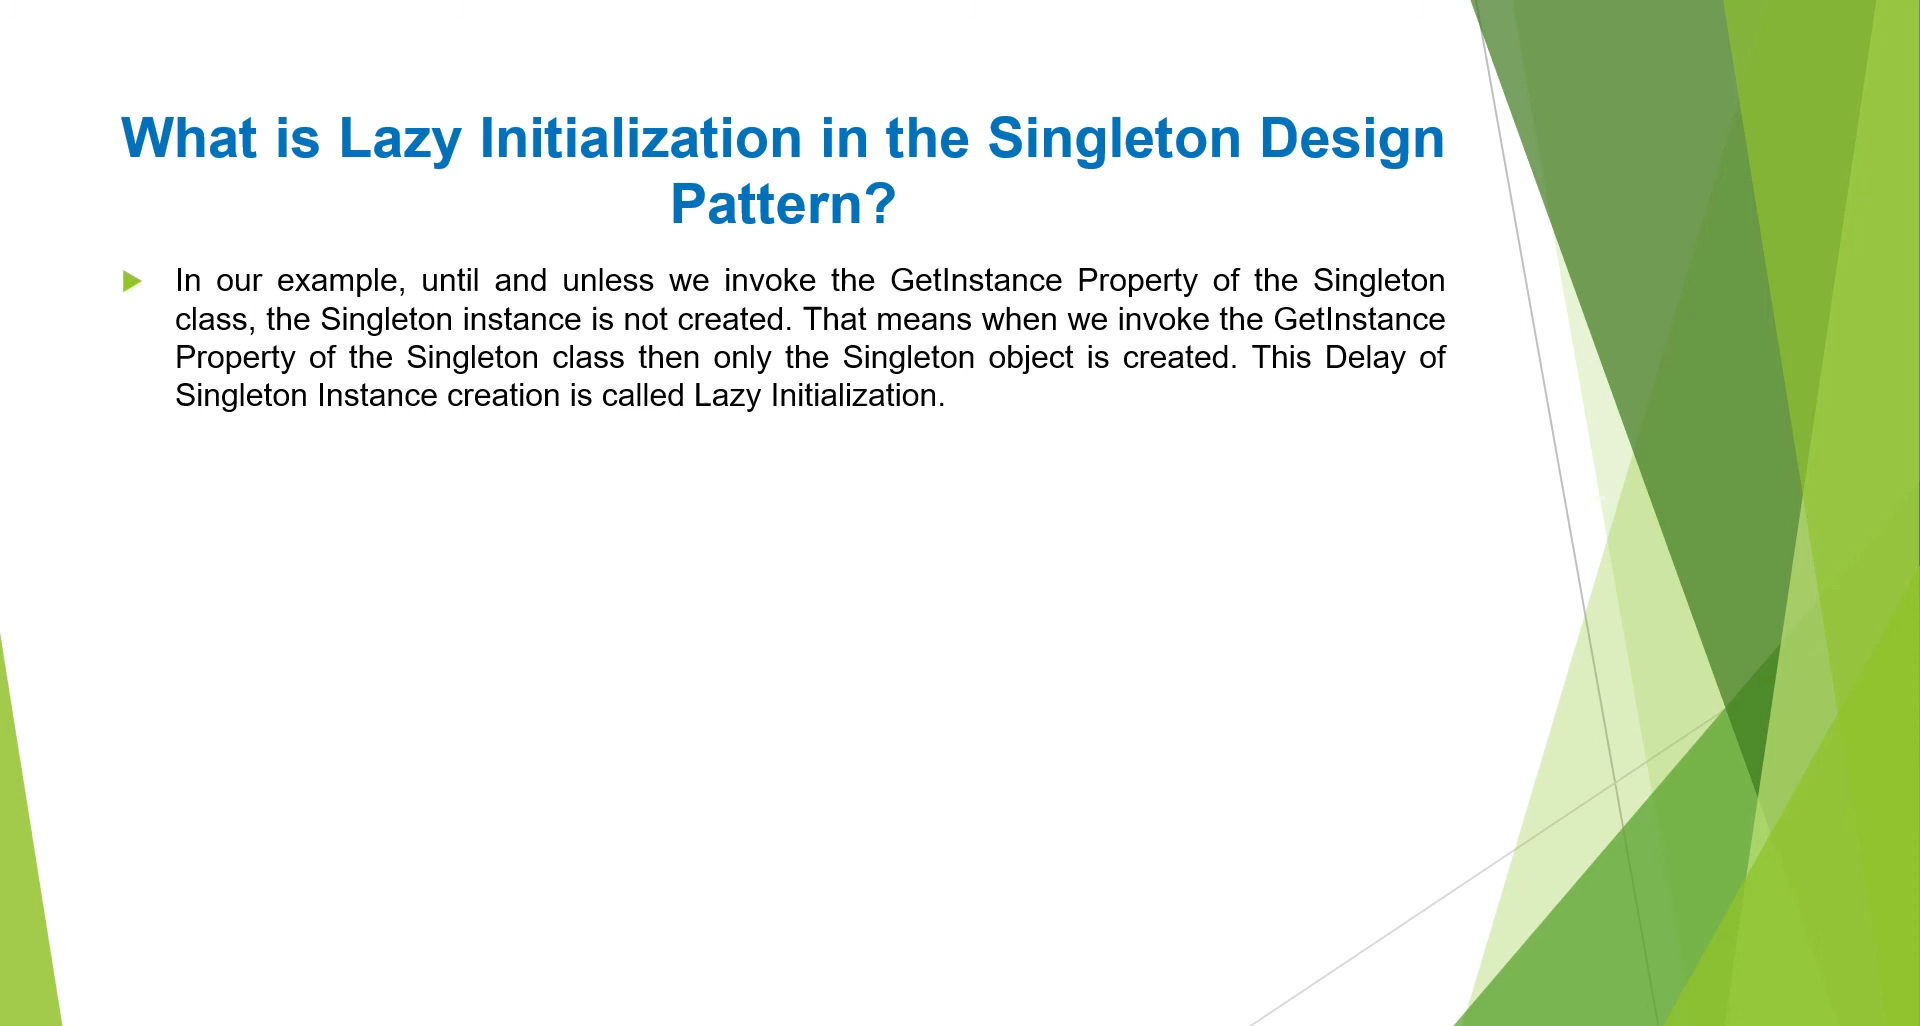 What is Lazy Initialization in the Singleton Design
Pattern?
In our example, until and unless we invoke the GetInstance Property of the Singleton
class, the Singleton instance is not created. That means when we invoke the GetInstance
Property of the Singleton class then only the Singleton object is created. This Delay of
Singleton Instance creation is called Lazy Initialization.